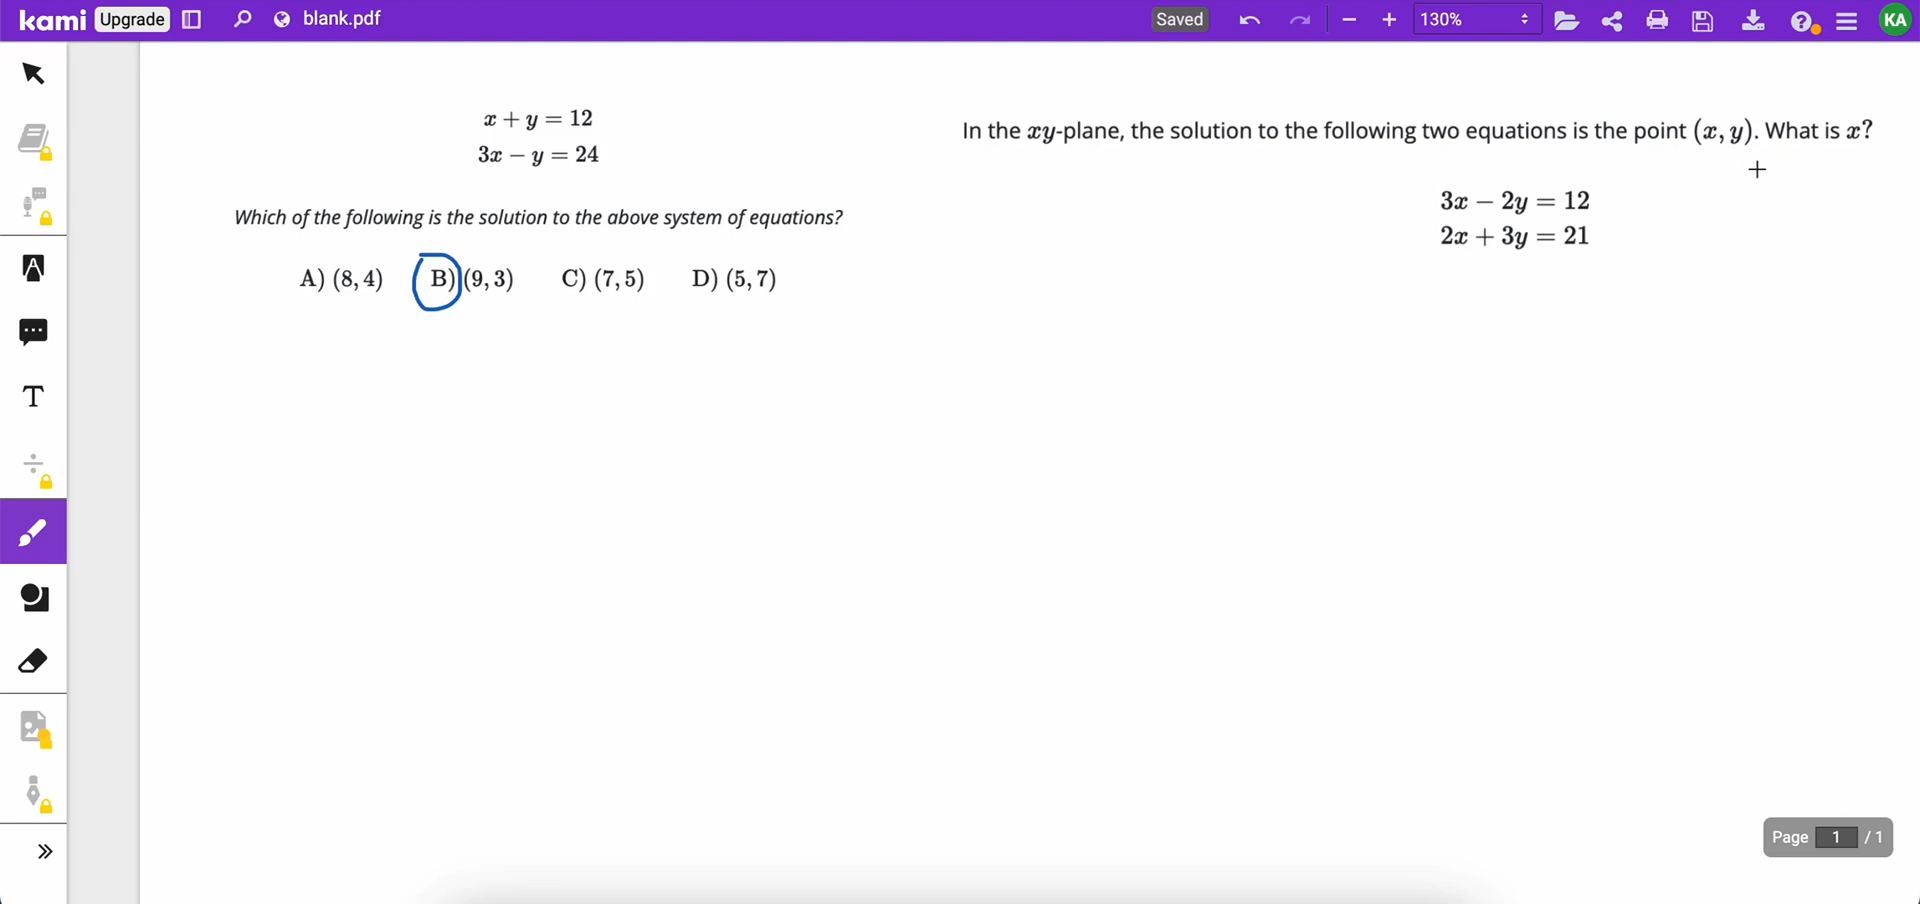 kami Upgrade blank.pdf Saved 130% KA
x + y = 12
3x − y = 24
Which of the following is the solution to the above system of equations?
A) (8, 4) B) (9, 3) C) (7, 5) D) (5, 7)
In the xy-plane, the solution to the following two equations is the point (x, y). What is x?
3x − 2y = 12
2x + 3y = 21
Page 1 / 1